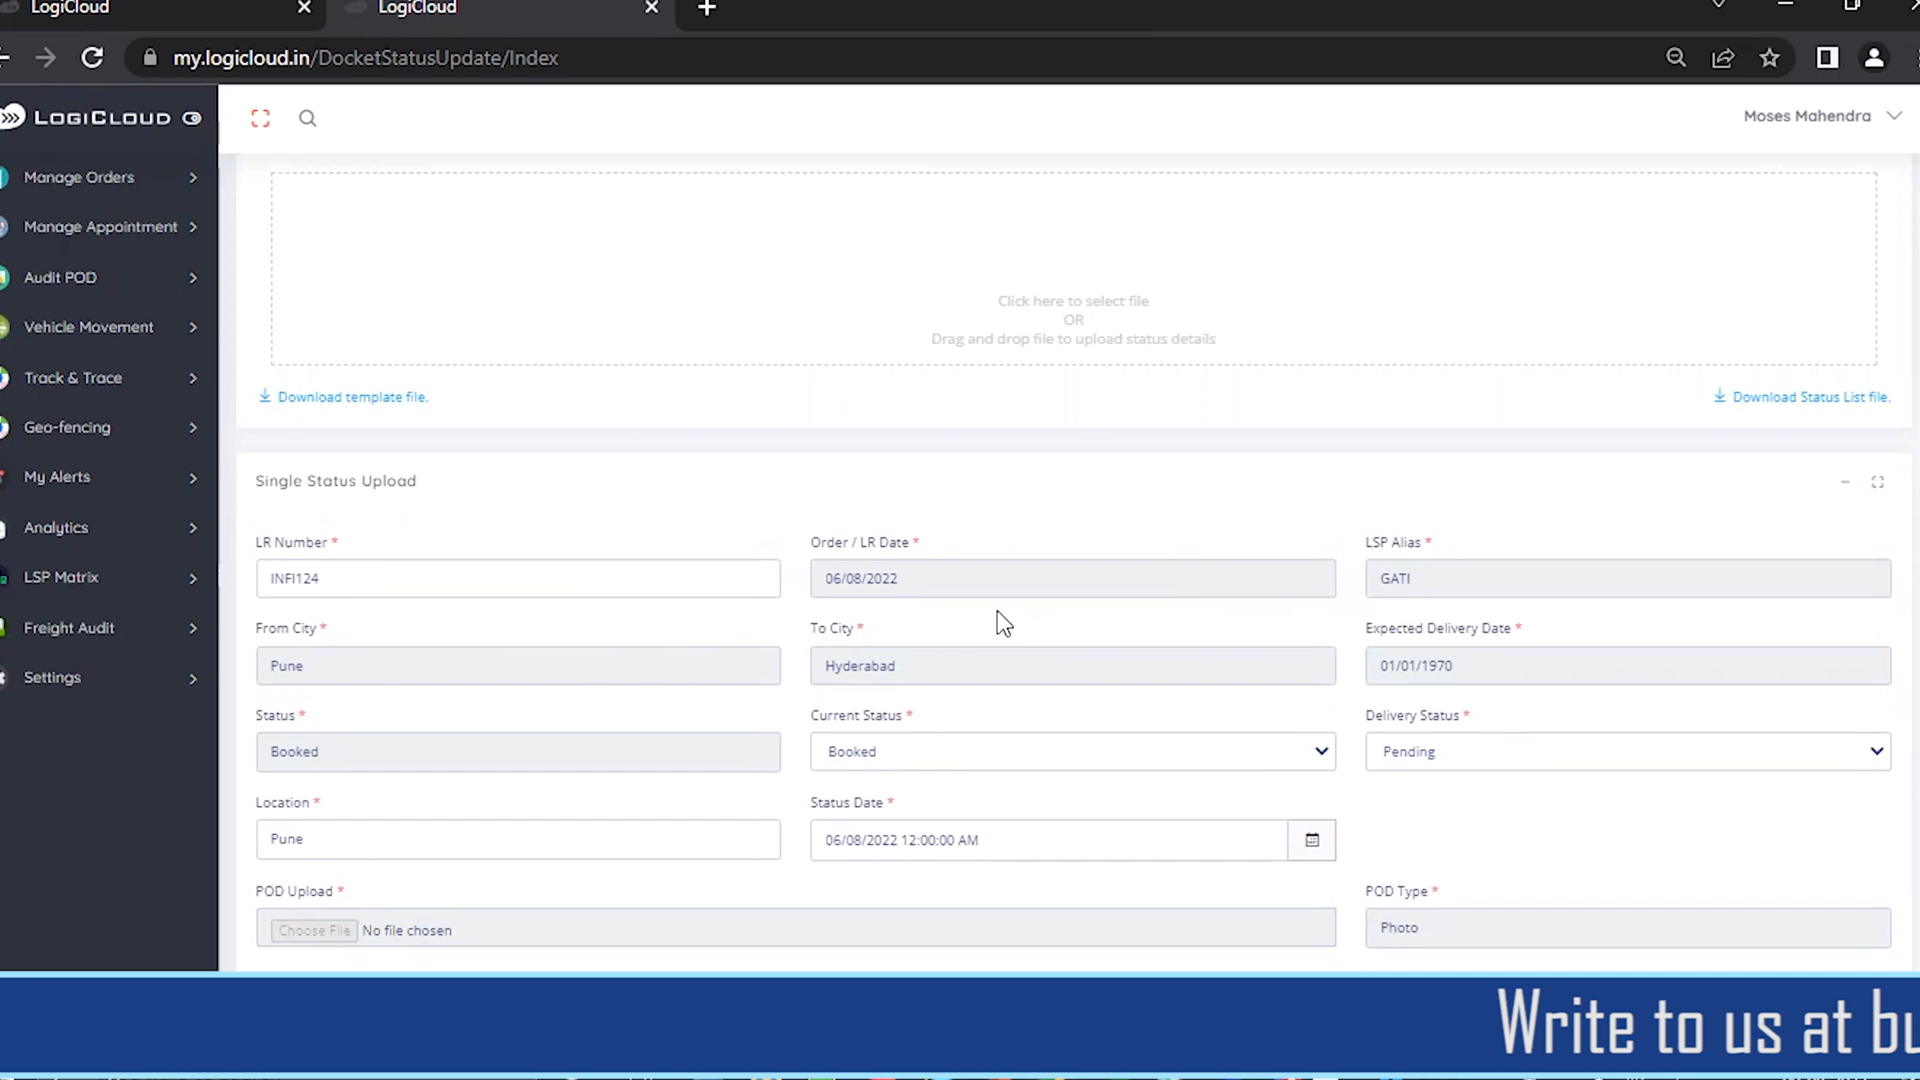 LogiCloud
LogiCloud
my.logicloud.in/DocketStatusUpdate/Index
LOGICLOUD
Moses Mahendra
Manage Orders
Manage Appointment
Audit POD
Vehicle Movement
Track & Trace
Geo-fencing
My Alerts
Analytics
LSP Matrix
Freight Audit
Settings
Click here to select file
OR
Drag and drop file to upload status details
Download template file.
Download Status List file.
Single Status Upload
LR Number *
Order / LR Date *
LSP Alias *
INFI124
06/08/2022
GATI
From City *
To City *
Expected Delivery Date *
Pune
Hyderabad
01/01/1970
Status *
Current Status *
Delivery Status *
Booked
Booked
Pending
Location *
Status Date *
Pune
06/08/2022 12:00:00 AM
POD Upload *
POD Type *
Choose File No file chosen
Photo
Write to us at bu